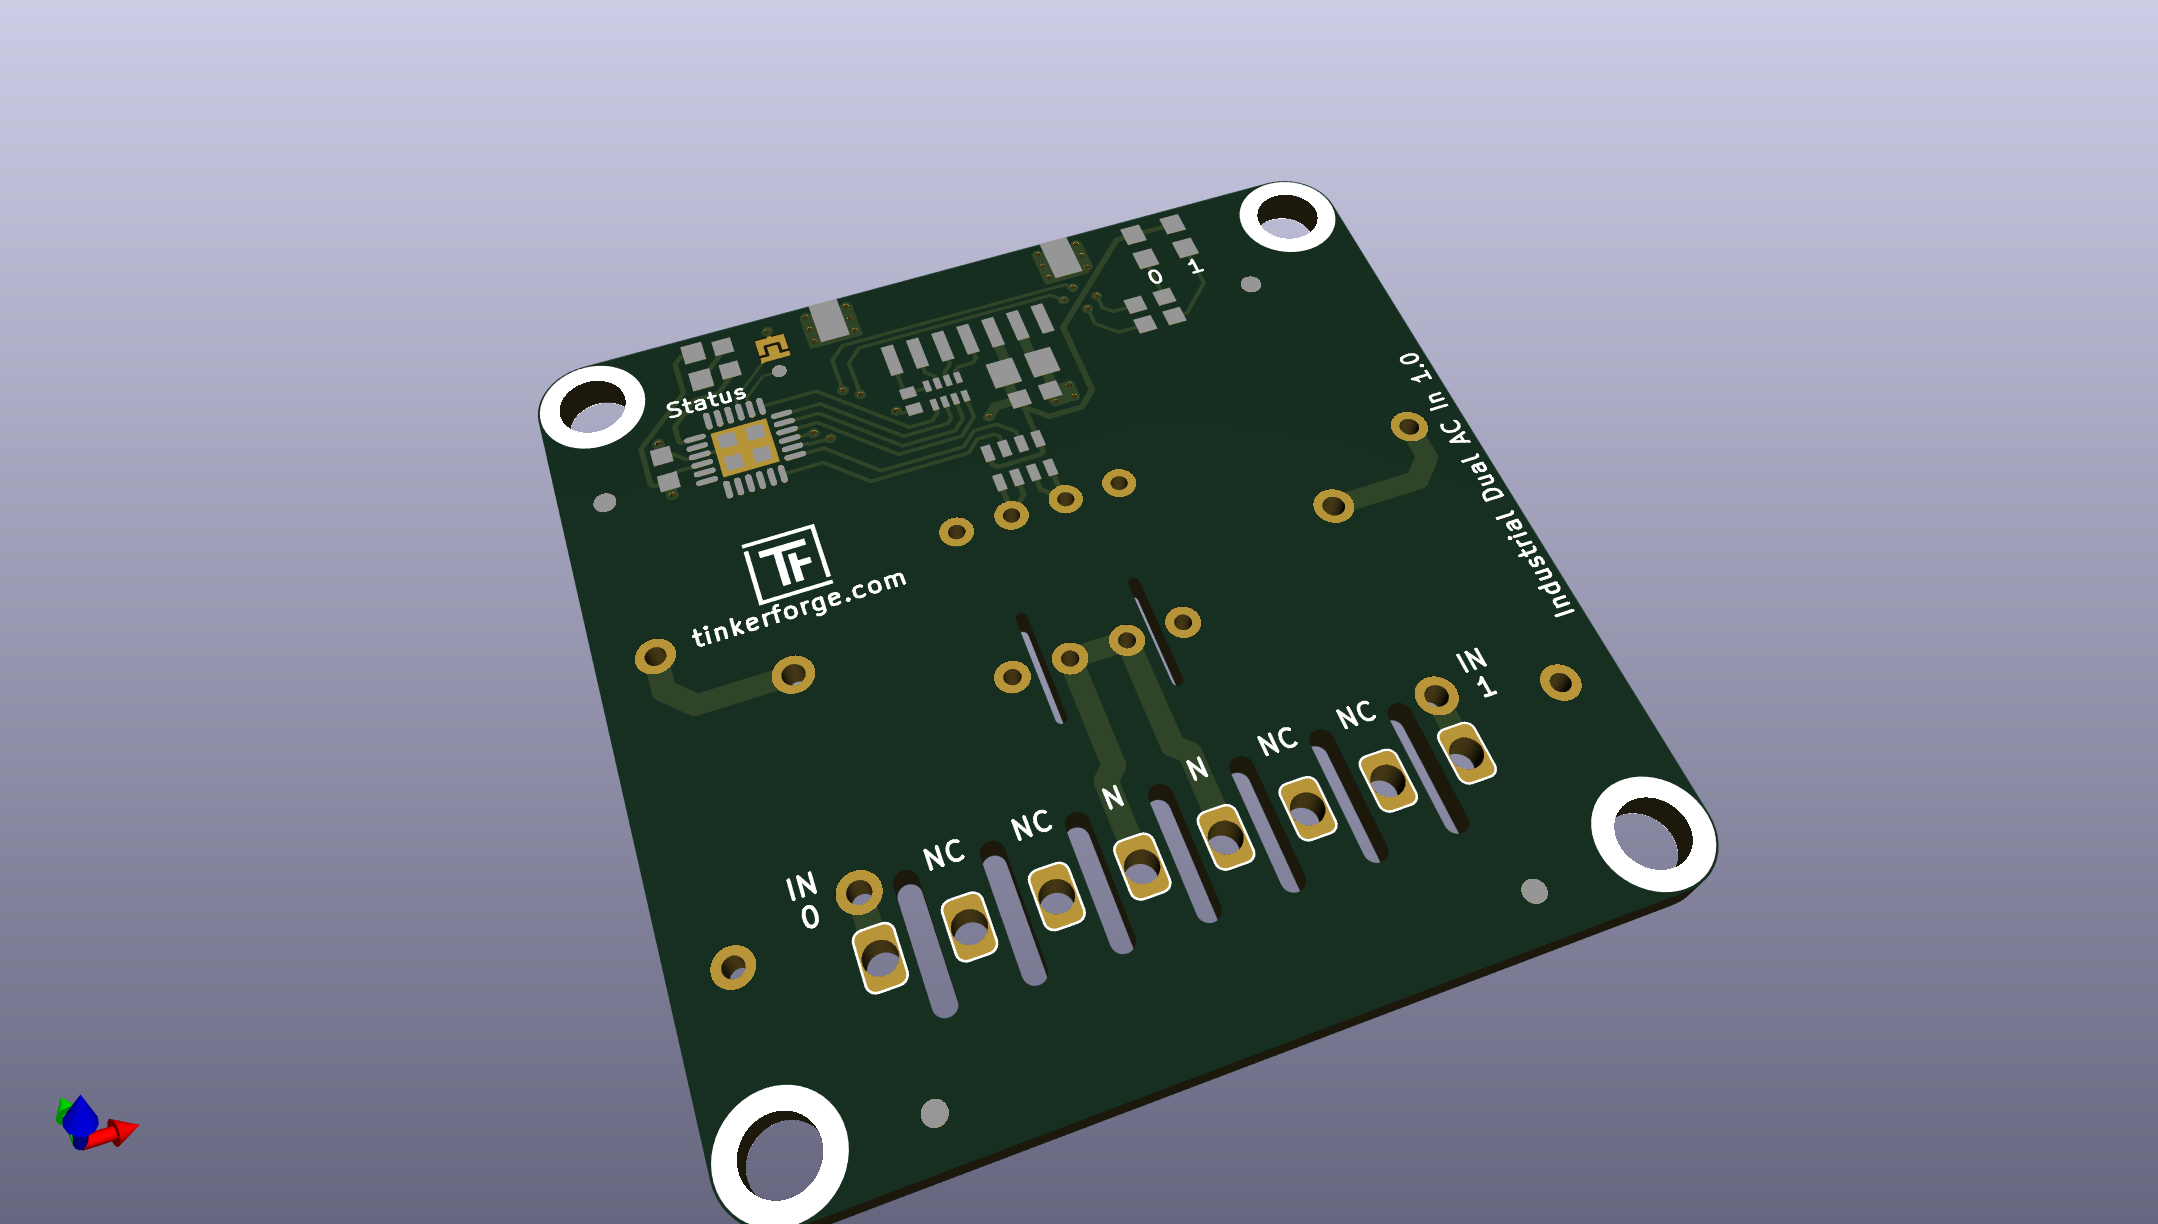 0 1
Status
Industrial Dual AC In 1.0
TF
tinkerforge.com
IN
1
NC
NC
N
N
NC
NC
IN
0